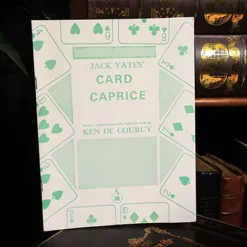 JACK YATES'
CARD
CAPRICE
KEN DE COURCY